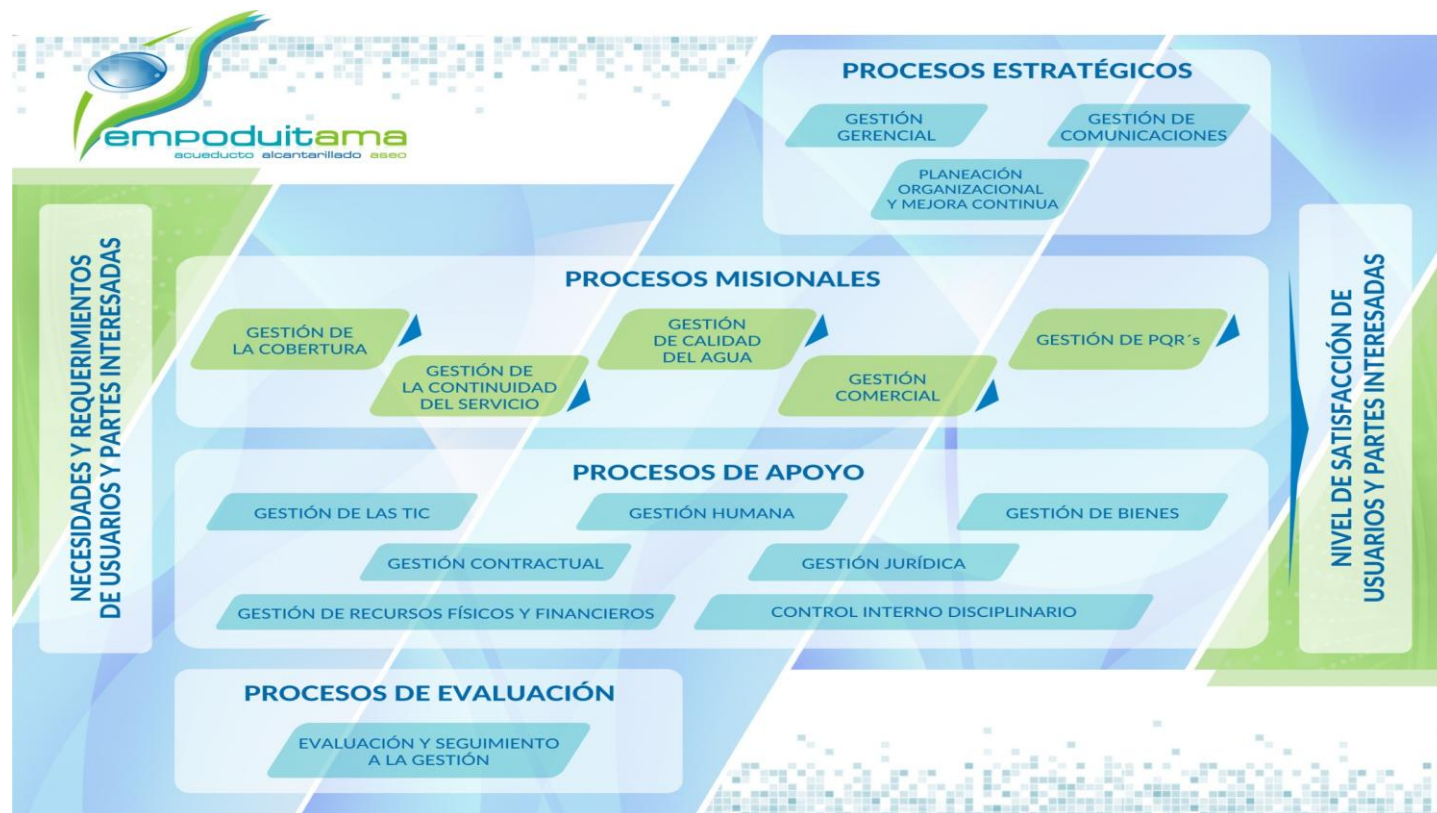 empoduitama
acueducto alcantarillado aseo
NECESIDADES Y REQUERIMIENTOS
DE USUARIOS Y PARTES INTERESADAS
PROCESOS ESTRATÉGICOS
GESTIÓN
GERENCIAL
GESTIÓN DE
COMUNICACIONES
PLANEACIÓN
ORGANIZACIONAL
Y MEJORA CONTINUA
PROCESOS MISIONALES
GESTIÓN DE
LA COBERTURA
GESTIÓN DE
LA CONTINUIDAD
DEL SERVICIO
GESTIÓN
DE CALIDAD
DEL AGUA
GESTIÓN
COMERCIAL
GESTIÓN DE PQR´s
PROCESOS DE APOYO
GESTIÓN DE LAS TIC
GESTIÓN HUMANA
GESTIÓN DE BIENES
GESTIÓN CONTRACTUAL
GESTIÓN JURÍDICA
GESTIÓN DE RECURSOS FÍSICOS Y FINANCIEROS
CONTROL INTERNO DISCIPLINARIO
PROCESOS DE EVALUACIÓN
EVALUACIÓN Y SEGUIMIENTO
A LA GESTIÓN
NIVEL DE SATISFACCIÓN DE
USUARIOS Y PARTES INTERESADAS